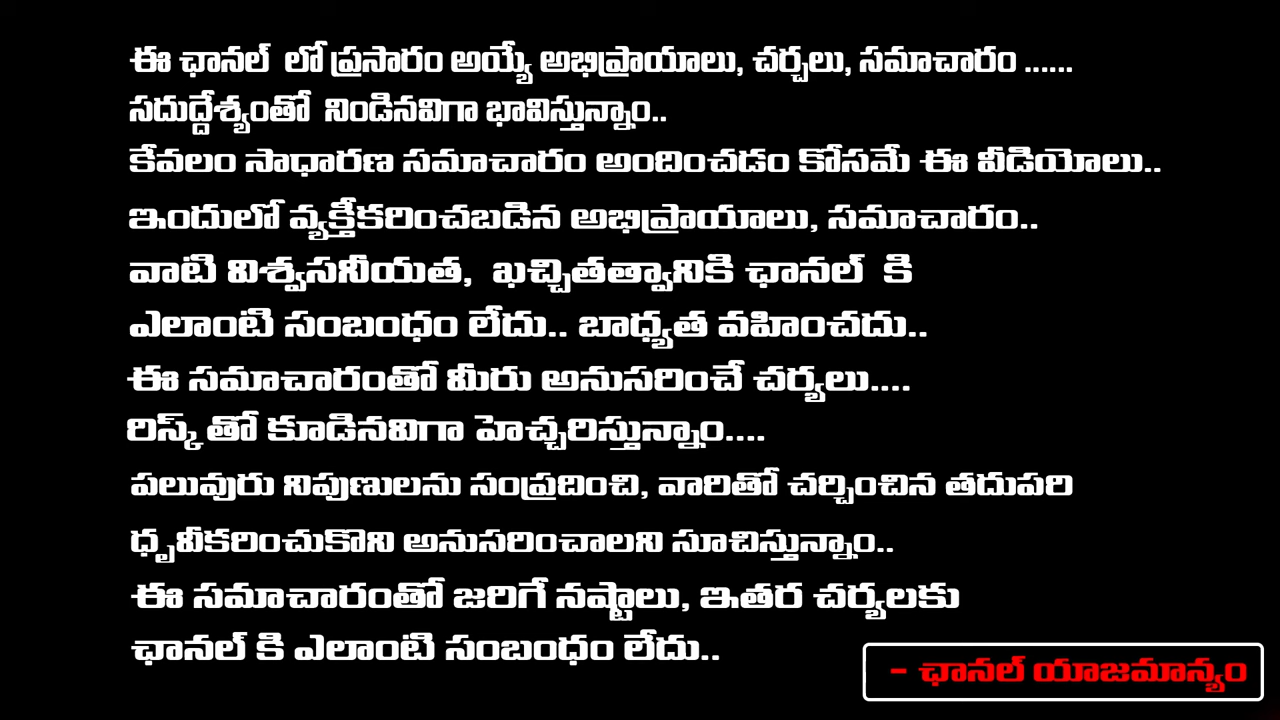 ఈ ఛానల్ లో ప్రసారం అయ్యే అభిప్రాయాలు, చర్చలు, సమాచారం ......
సదుద్దేశ్యంతో నిండినవిగా భావిస్తున్నాం..
కేవలం సాధారణ సమాచారం అందించడం కోసమే ఈ వీడియోలు..
ఇందులో వ్యక్తీకరించబడిన అభిప్రాయాలు, సమాచారం..
వాటి విశ్వసనీయత, ఖచ్చితత్వానికి ఛానల్ కి
ఎలాంటి సంబంధం లేదు.. బాధ్యత వహించదు..
ఈ సమాచారంతో మీరు అనుసరించే చర్యలు....
రిస్క్ తో కూడినవిగా హెచ్చరిస్తున్నాం....
పలువురు నిపుణులను సంప్రదించి, వారితో చర్చించిన తదుపరి
ధృవీకరించుకొని అనుసరించాలని సూచిస్తున్నాం..
ఈ సమాచారంతో జరిగే నష్టాలు, ఇతర చర్యలకు
ఛానల్ కి ఎలాంటి సంబంధం లేదు..
- ఛానల్ యాజమాన్యం